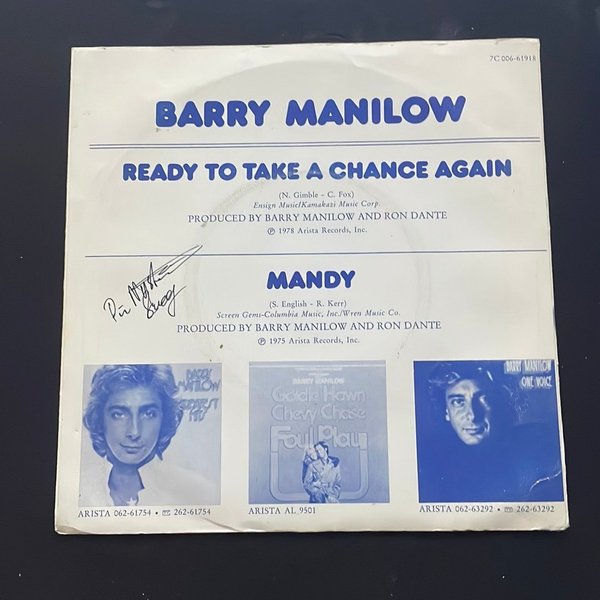 7C 006-61918
BARRY MANILOW
READY TO TAKE A CHANCE AGAIN
(N. Gimble - C. Fox)
Ensign Music/Kamakazi Music Corp.
PRODUCED BY BARRY MANILOW AND RON DANTE
℗ 1978 Arista Records, Inc.
MANDY
(S. English - R. Kerr)
Screen Gems-Columbia Music, Inc./Wren Music Co.
PRODUCED BY BARRY MANILOW AND RON DANTE
℗ 1975 Arista Records, Inc.
BARRY
MANILOW
GREATEST
HITS
BARRY MANILOW
Goldie Hawn
Chevy Chase
Foul Play
BARRY MANILOW
ONE VOICE
ARISTA 062-61754 • 262-61754
ARISTA AL 9501
ARISTA 062-63292 • 262-63292